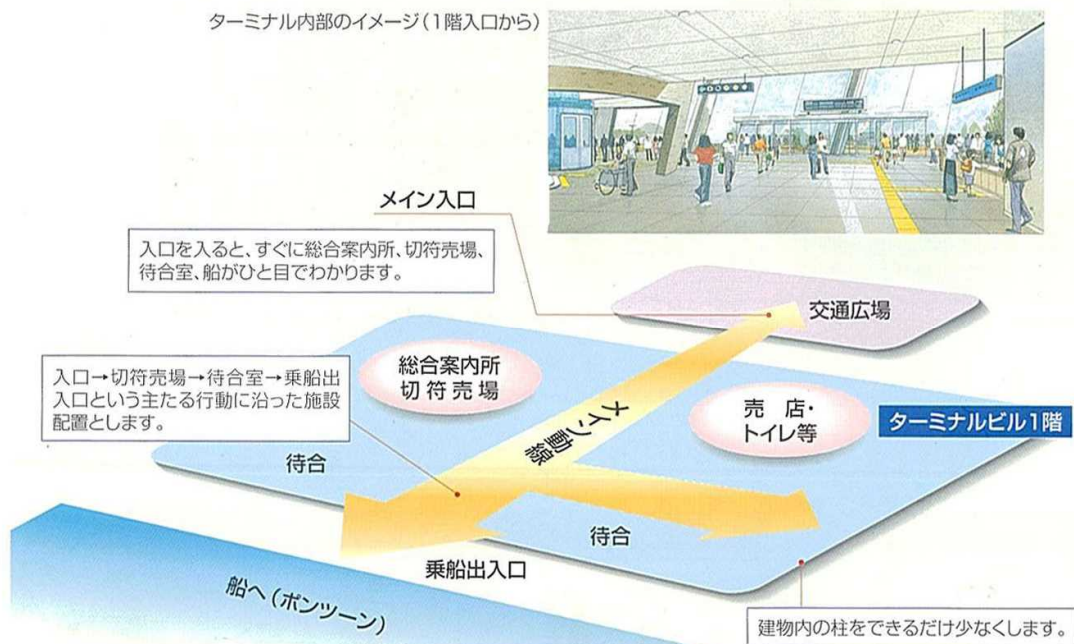 ターミナル内部のイメージ(1階入口から)
メイン入口
入口を入ると、すぐに総合案内所、切符売場、
待合室、船がひと目でわかります。
交通広場
総合案内所
切符売場
入口→切符売場→待合室→乗船出
入口という主たる行動に沿った施設
配置とします。
売 店・
トイレ等
ターミナルビル1階
メイン動線
待合
待合
乗船出入口
船へ(ポンツーン)
建物内の柱をできるだけ少なくします。